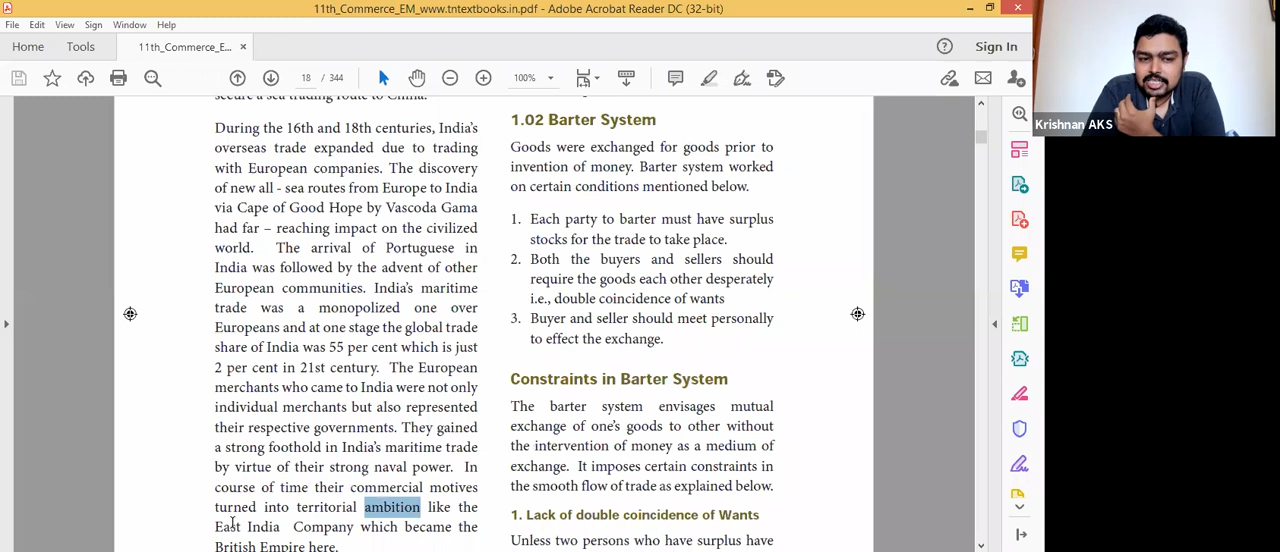 11th_Commerce_EM_www.tntextbooks.in.pdf - Adobe Acrobat Reader DC (32-bit)
File Edit View Sign Window Help
Home Tools 11th_Commerce_E... × Sign In
18 / 344 100%
secure a sea trading route to China.
During the 16th and 18th centuries, India's
overseas trade expanded due to trading
with European companies. The discovery
of new all - sea routes from Europe to India
via Cape of Good Hope by Vascoda Gama
had far – reaching impact on the civilized
world. The arrival of Portuguese in
India was followed by the advent of other
European communities. India's maritime
trade was a monopolized one over
Europeans and at one stage the global trade
share of India was 55 per cent which is just
2 per cent in 21st century. The European
merchants who came to India were not only
individual merchants but also represented
their respective governments. They gained
a strong foothold in India's maritime trade
by virtue of their strong naval power. In
course of time their commercial motives
turned into territorial ambition like the
East India Company which became the
British Empire here.
1.02 Barter System
Goods were exchanged for goods prior to
invention of money. Barter system worked
on certain conditions mentioned below.
1. Each party to barter must have surplus
stocks for the trade to take place.
2. Both the buyers and sellers should
require the goods each other desperately
i.e., double coincidence of wants
3. Buyer and seller should meet personally
to effect the exchange.
Constraints in Barter System
The barter system envisages mutual
exchange of one's goods to other without
the intervention of money as a medium of
exchange. It imposes certain constraints in
the smooth flow of trade as explained below.
1. Lack of double coincidence of Wants
Unless two persons who have surplus have
Krishnan AKS